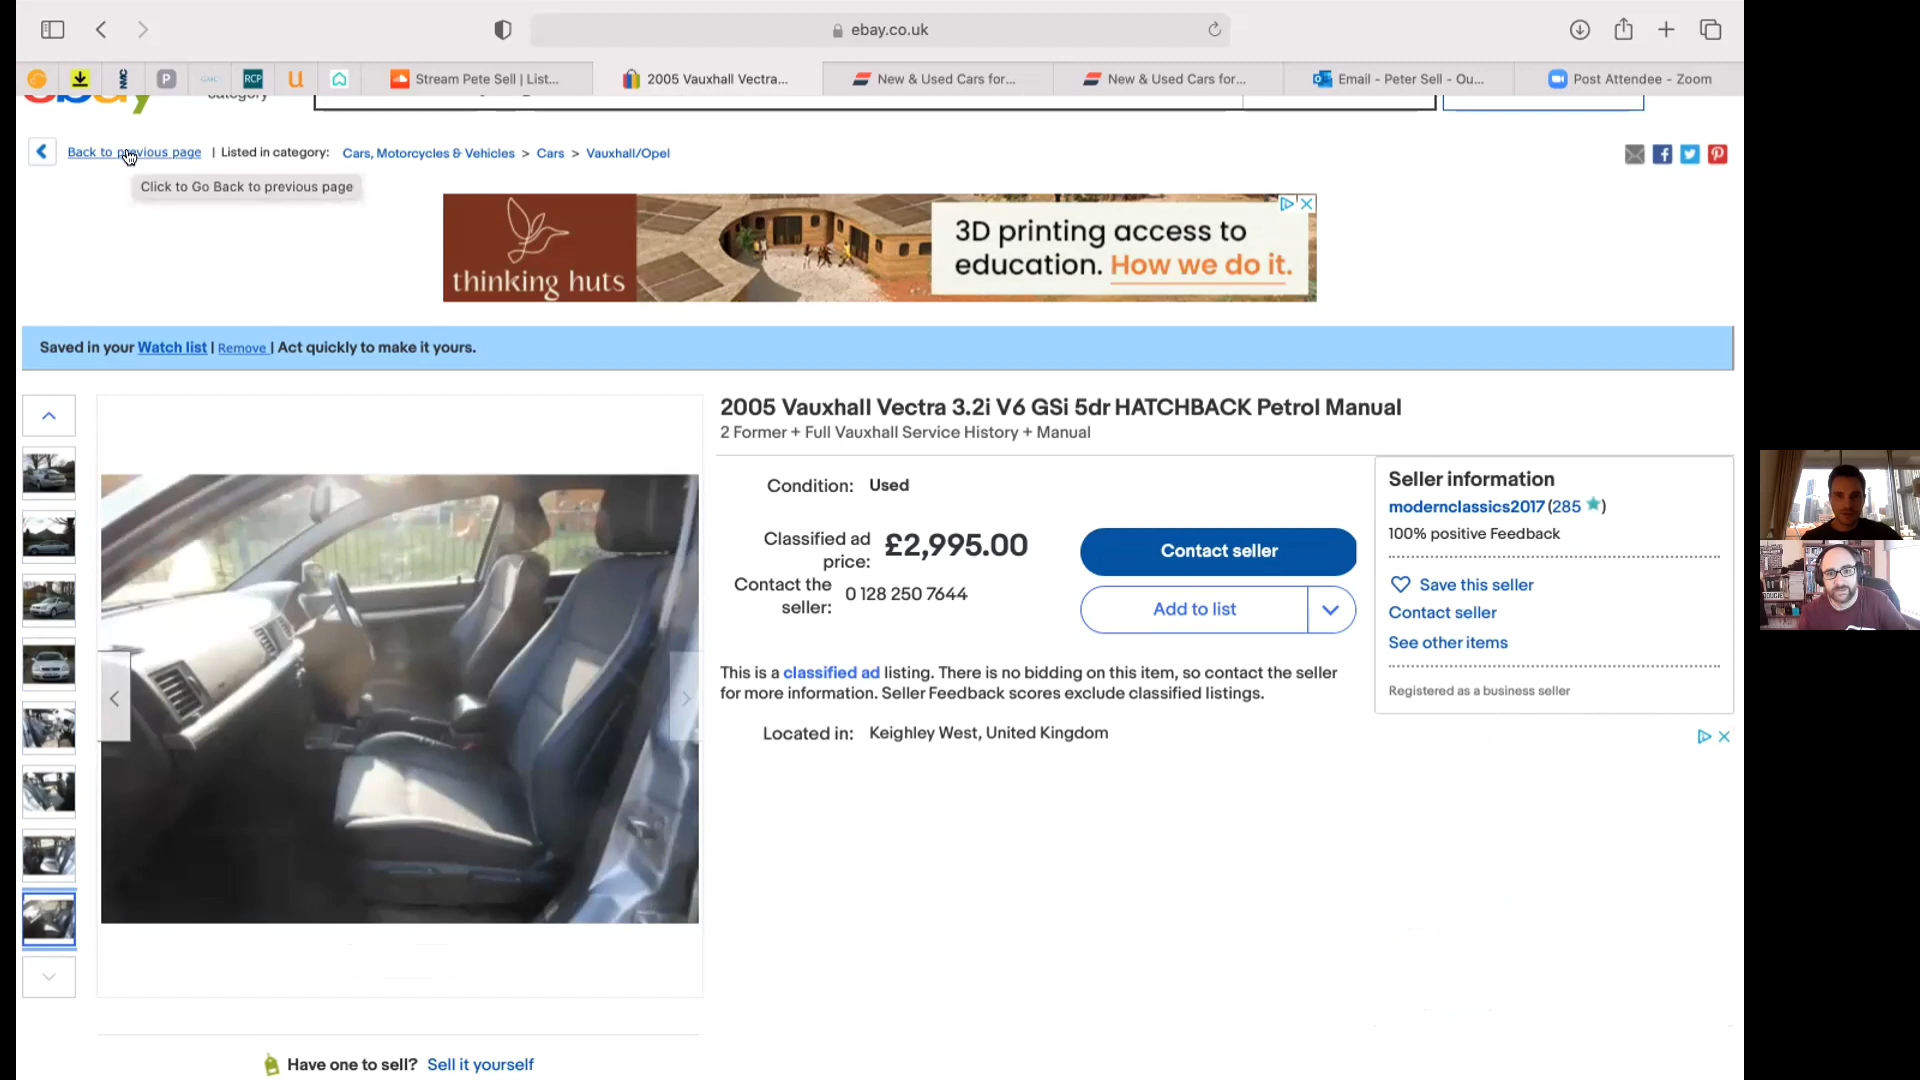 ebay.co.uk
P
GMC
RCP
Stream Pete Sell | List...
2005 Vauxhall Vectra...
New & Used Cars for...
New & Used Cars for...
Email - Peter Sell - Ou...
Post Attendee - Zoom
ebay
category
Back to previous page | Listed in category: Cars, Motorcycles & Vehicles > Cars > Vauxhall/Opel
Click to Go Back to previous page
thinking huts
3D printing access to
education. How we do it.
Saved in your Watch list | Remove | Act quickly to make it yours.
2005 Vauxhall Vectra 3.2i V6 GSi 5dr HATCHBACK Petrol Manual
2 Former + Full Vauxhall Service History + Manual
Condition: Used
Classified ad price: £2,995.00
Contact the seller: 0 128 250 7644
Contact seller
Add to list
This is a classified ad listing. There is no bidding on this item, so contact the seller
for more information. Seller Feedback scores exclude classified listings.
Located in: Keighley West, United Kingdom
Seller information
modernclassics2017 (285)
100% positive Feedback
Save this seller
Contact seller
See other items
Registered as a business seller
Have one to sell? Sell it yourself